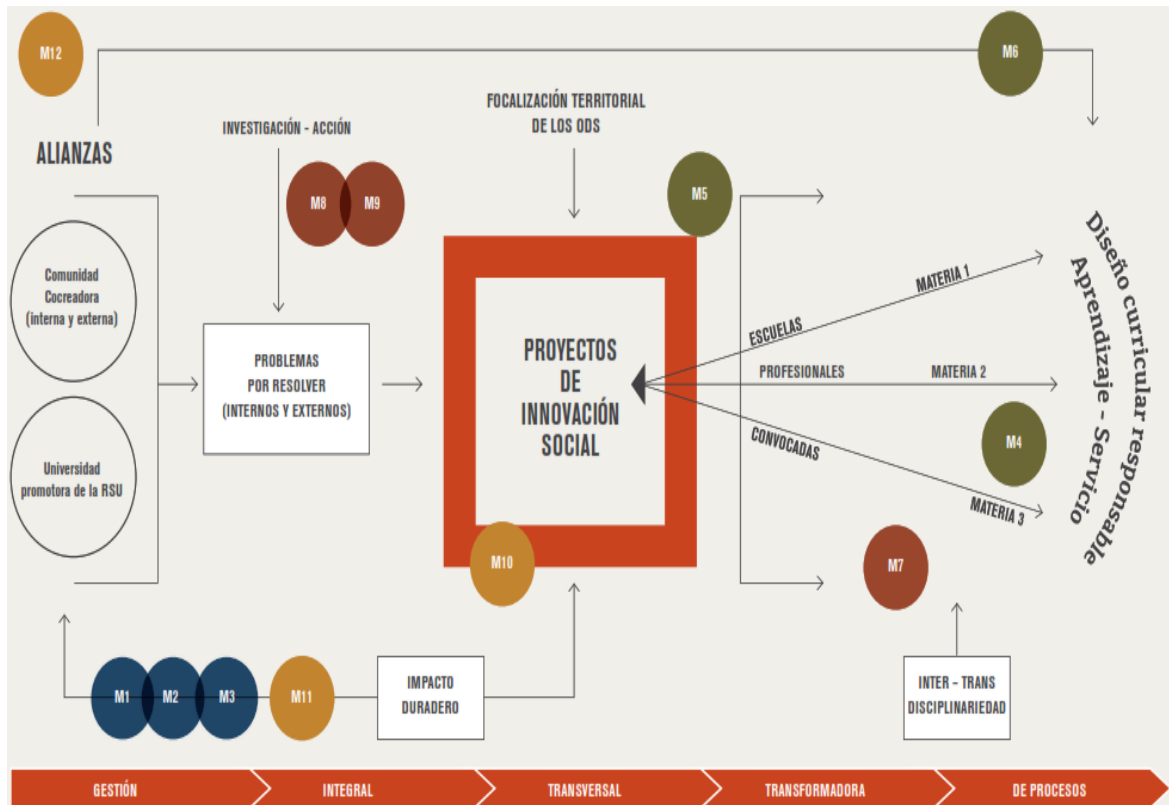 M12
M6
ALIANZAS
INVESTIGACIÓN - ACCIÓN
FOCALIZACIÓN TERRITORIAL
DE LOS ODS
M8
M9
M5
Comunidad
Cocreadora
(interna y externa)
Universidad
promotora de la RSU
PROBLEMAS
POR RESOLVER
(INTERNOS Y EXTERNOS)
PROYECTOS
DE
INNOVACIÓN
SOCIAL
ESCUELAS
MATERIA 1
PROFESIONALES
MATERIA 2
CONVOCADAS
MATERIA 3
M4
Diseño curricular responsable
Aprendizaje - Servicio
M10
M7
M1
M2
M3
M11
IMPACTO
DURADERO
INTER – TRANS
DISCIPLINARIEDAD
GESTIÓN
INTEGRAL
TRANSVERSAL
TRANSFORMADORA
DE PROCESOS